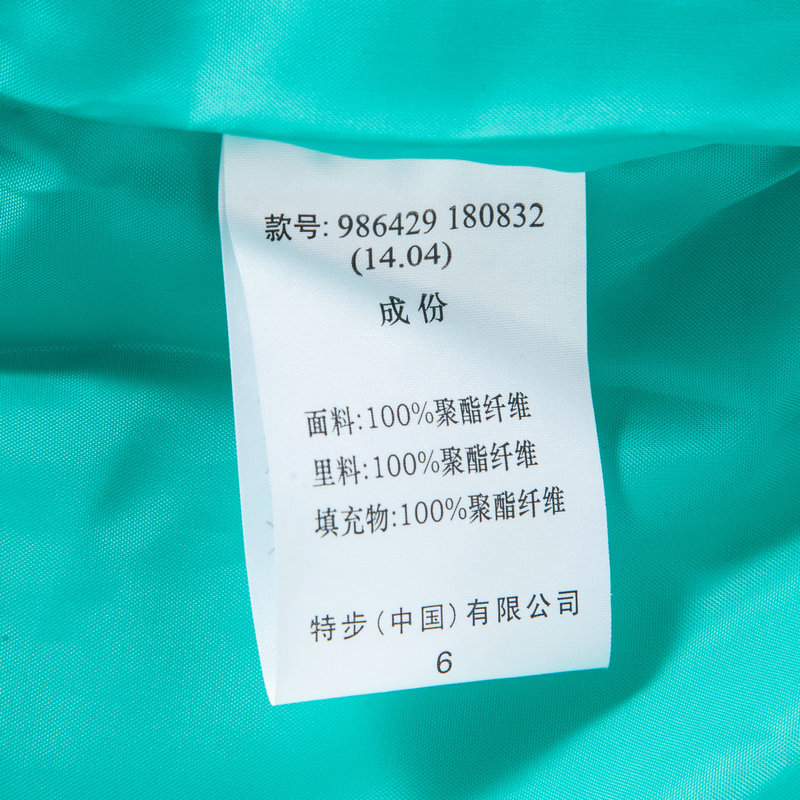 款号: 986429 180832
(14.04)
成份
面料:100%聚酯纤维
里料:100%聚酯纤维
填充物:100%聚酯纤维
特步(中国)有限公司
6